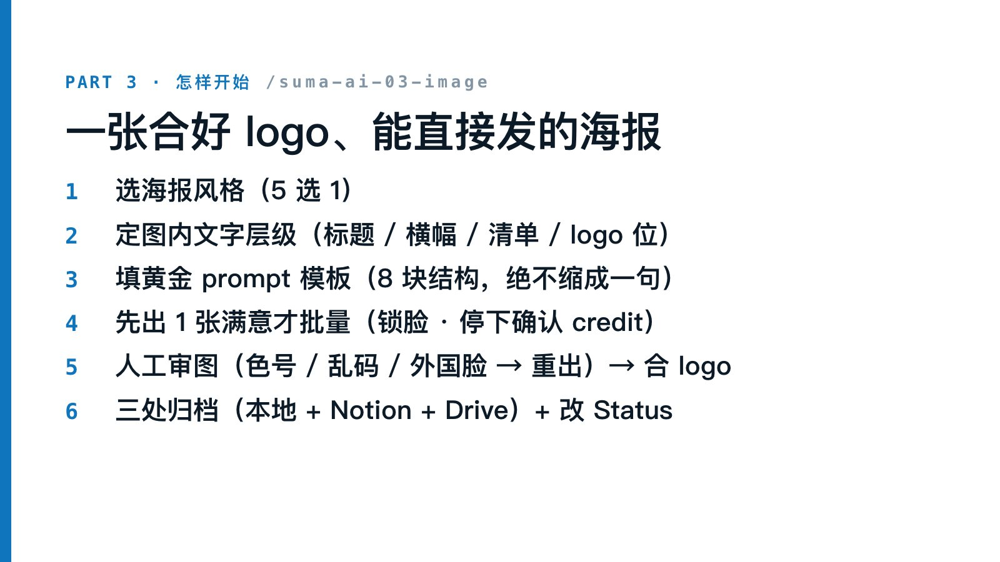 PART 3 · 怎样开始 /suma-ai-03-image
一张合好 logo、能直接发的海报
1 选海报风格（5 选 1）
2 定图内文字层级（标题 / 横幅 / 清单 / logo 位）
3 填黄金 prompt 模板（8 块结构，绝不缩成一句）
4 先出 1 张满意才批量（锁脸 · 停下确认 credit）
5 人工审图（色号 / 乱码 / 外国脸 → 重出）→ 合 logo
6 三处归档（本地 + Notion + Drive）+ 改 Status